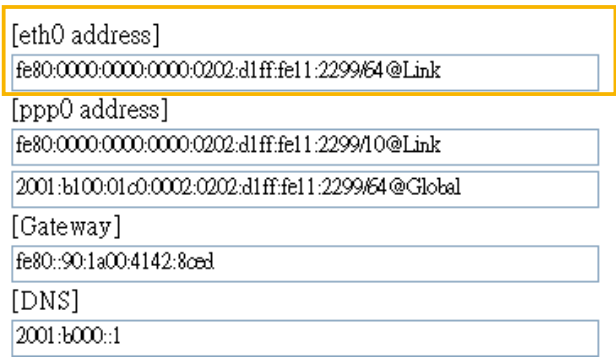 [eth0 address]
fe80:0000:0000:0000:0202:d1ff:fe11:2299/64@Link
[ppp0 address]
fe80:0000:0000:0000:0202:d1ff:fe11:2299/10@Link
2001:b100:01c0:0002:0202:d1ff:fe11:2299/64@Global
[Gateway]
fe80::90:1a00:4142:8ced
[DNS]
2001:b000::1